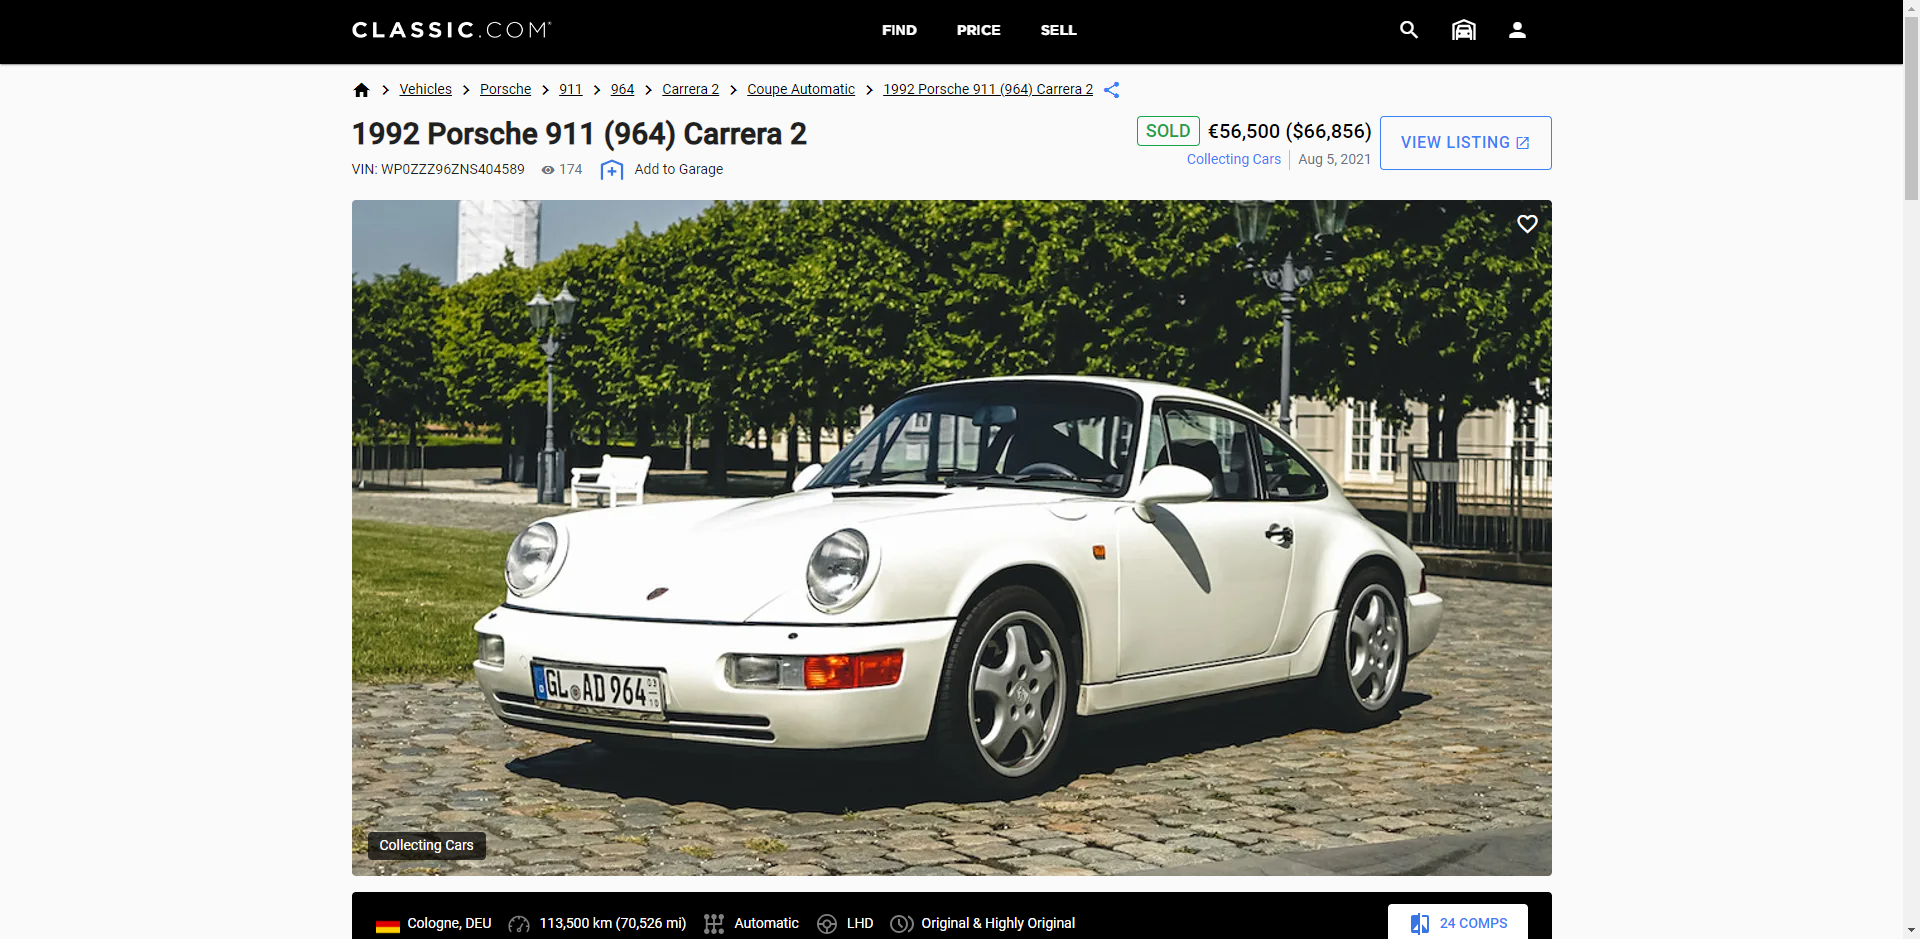 CLASSIC.COM
FIND PRICE SELL
Vehicles Porsche 911 964 Carrera 2 Coupe Automatic 1992 Porsche 911 (964) Carrera 2
1992 Porsche 911 (964) Carrera 2
SOLD €56,500 ($66,856)
Collecting Cars Aug 5, 2021
VIEW LISTING
VIN: WP0ZZZ96ZNS404589 174 Add to Garage
GL AD 964
Collecting Cars
Cologne, DEU 113,500 km (70,526 mi) Automatic LHD Original & Highly Original
24 COMPS